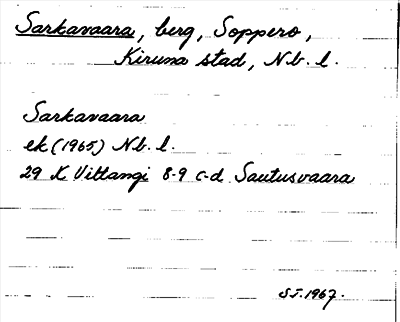 Sarkavaara, berg, Soppero,
Kiruna stad, Nb. l.
Sarkavaara
ek (1965) Nb. l.
29 K Vittangi 8-9 c-d Sautusvaara
S.I. 1967.